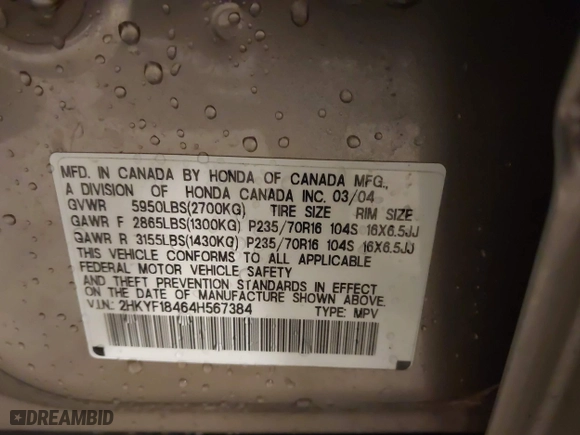 MFD. IN CANADA BY HONDA OF CANADA MFG.,
A DIVISION OF HONDA CANADA INC. 03/04
GVWR 5950LBS(2700KG) TIRE SIZE RIM SIZE
GAWR F 2865LBS(1300KG) P235/70R16 104S 16X6.5JJ
GAWR R 3155LBS(1430KG) P235/70R16 104S 16X6.5JJ
THIS VEHICLE CONFORMS TO ALL APPLICABLE
FEDERAL MOTOR VEHICLE SAFETY
AND THEFT PREVENTION STANDARDS IN EFFECT
ON THE DATE OF MANUFACTURE SHOWN ABOVE.
V.I.N.: 2HKYF18464H567384 TYPE: MPV
DREAMBID